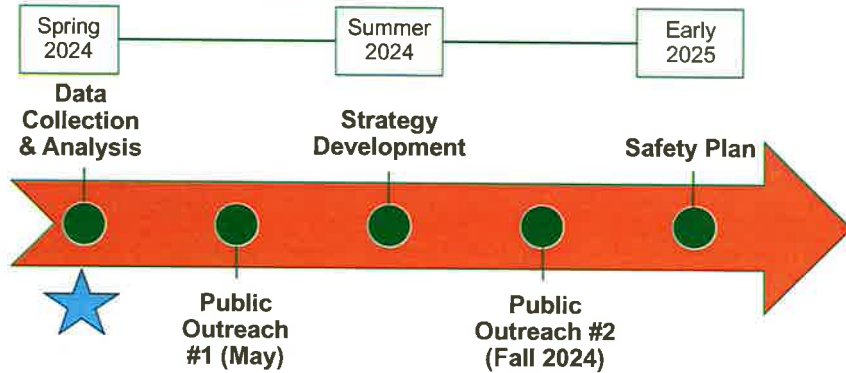 Spring
2024
Summer
2024
Early
2025
Data
Collection
& Analysis
Strategy
Development
Safety Plan
Public
Outreach
#1 (May)
Public
Outreach #2
(Fall 2024)